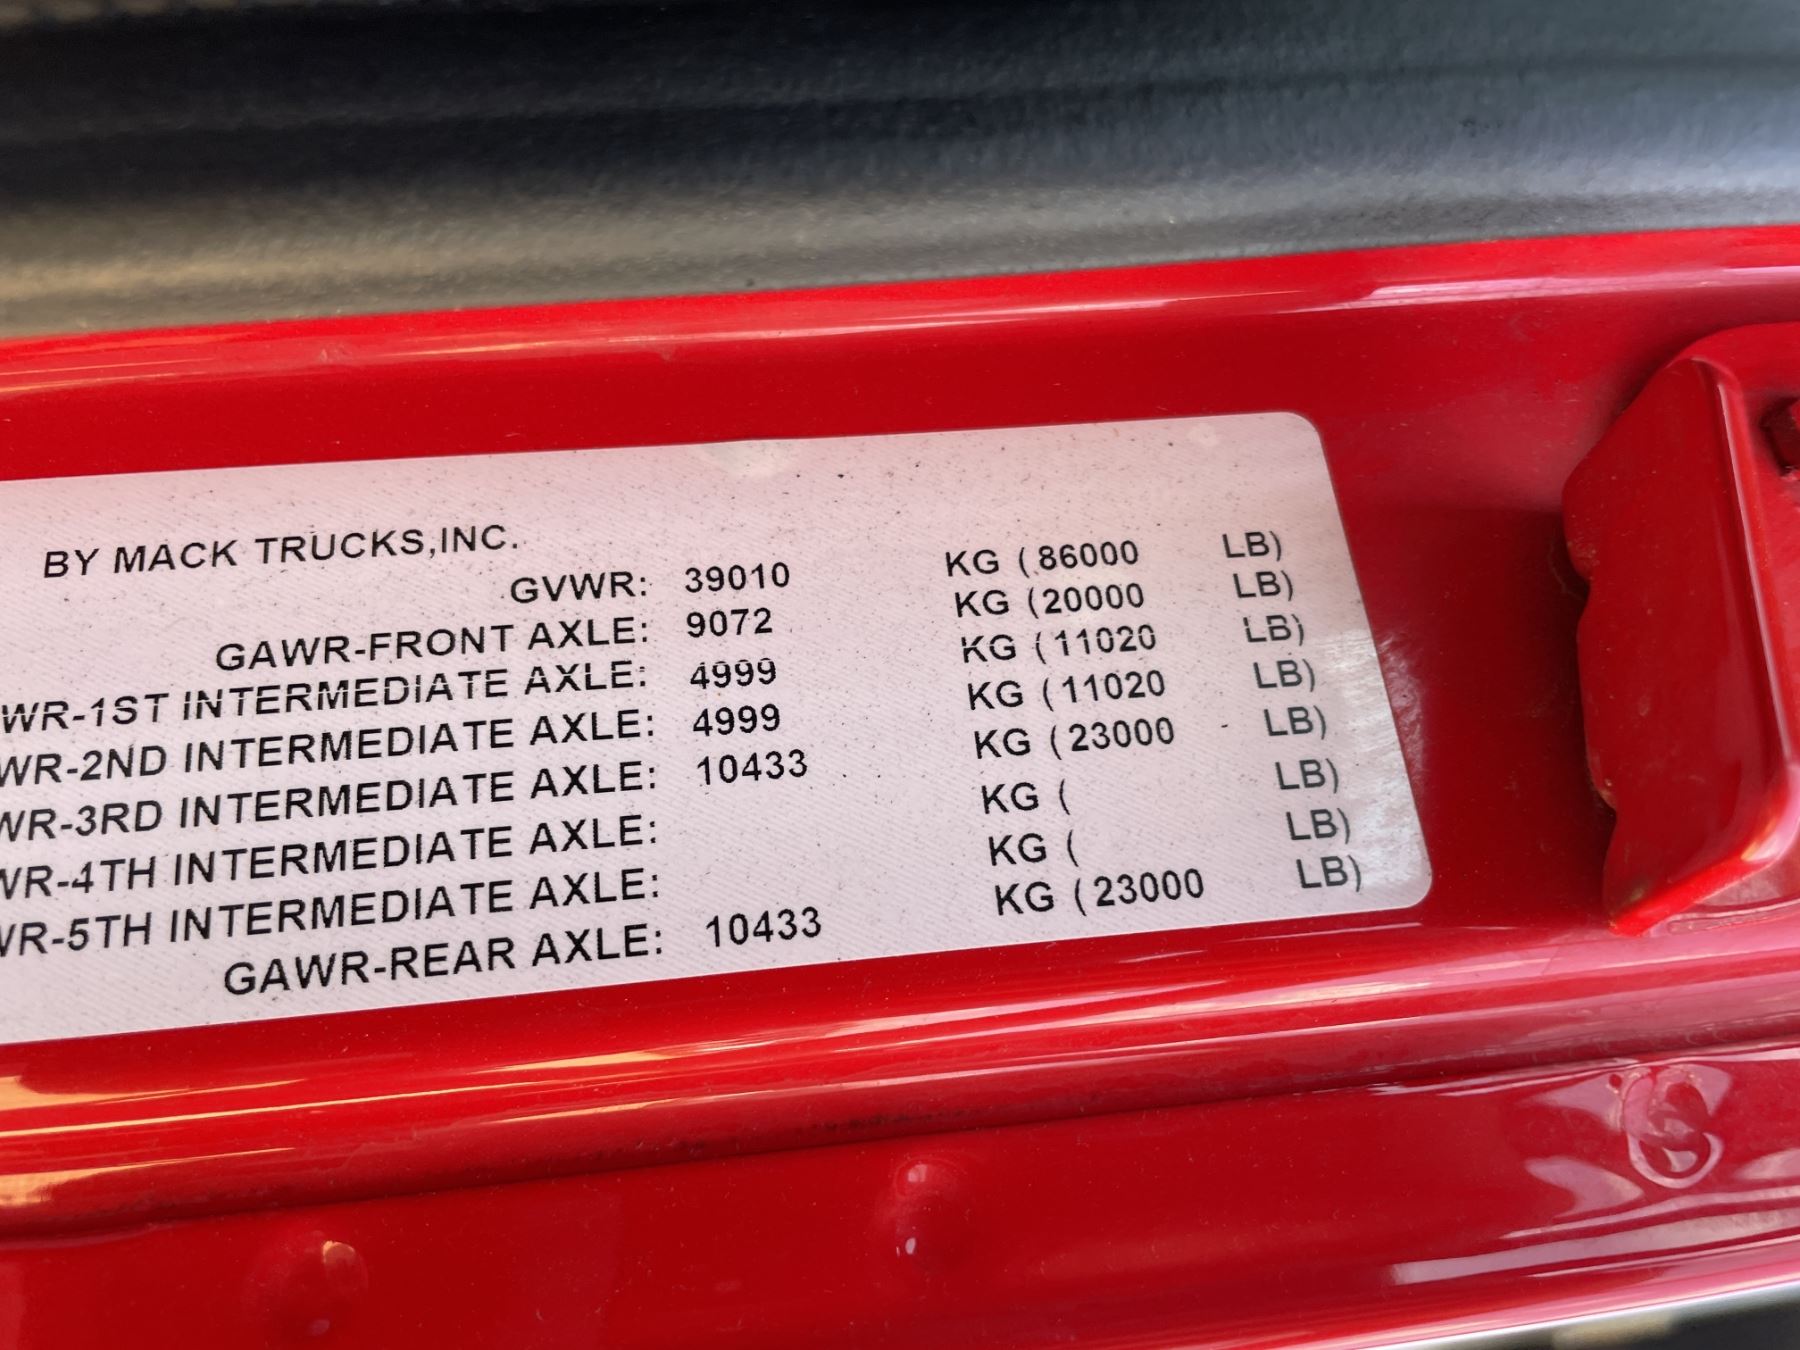 BY MACK TRUCKS,INC.
GVWR: 39010 KG (86000 LB)
GAWR-FRONT AXLE: 9072 KG (20000 LB)
WR-1ST INTERMEDIATE AXLE: 4999 KG (11020 LB)
WR-2ND INTERMEDIATE AXLE: 4999 KG (11020 LB)
WR-3RD INTERMEDIATE AXLE: 10433 KG (23000 LB)
WR-4TH INTERMEDIATE AXLE: KG ( LB)
WR-5TH INTERMEDIATE AXLE: KG ( LB)
GAWR-REAR AXLE: 10433 KG (23000 LB)